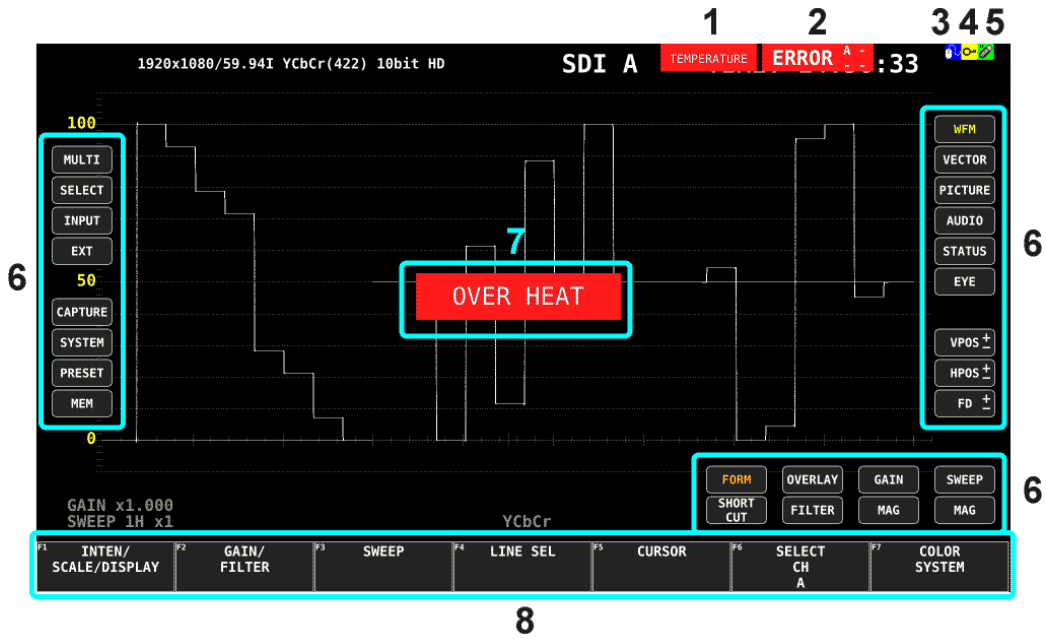 1
2
3 4 5
1920x1080/59.94I YCbCr(422) 10bit HD
SDI A
TEMPERATURE
ERROR A -
- -
:33
100
MULTI
SELECT
INPUT
EXT
50
CAPTURE
SYSTEM
PRESET
MEM
0
6
7
OVER HEAT
WFM
VECTOR
PICTURE
AUDIO
STATUS
EYE
VPOS +-
HPOS +-
FD +-
6
FORM
OVERLAY
GAIN
SWEEP
SHORT
CUT
FILTER
MAG
MAG
6
GAIN x1.000
SWEEP 1H x1
YCbCr
F1 INTEN/
SCALE/DISPLAY
F2 GAIN/
FILTER
F3 SWEEP
F4 LINE SEL
F5 CURSOR
F6 SELECT
CH
A
F7 COLOR
SYSTEM
8